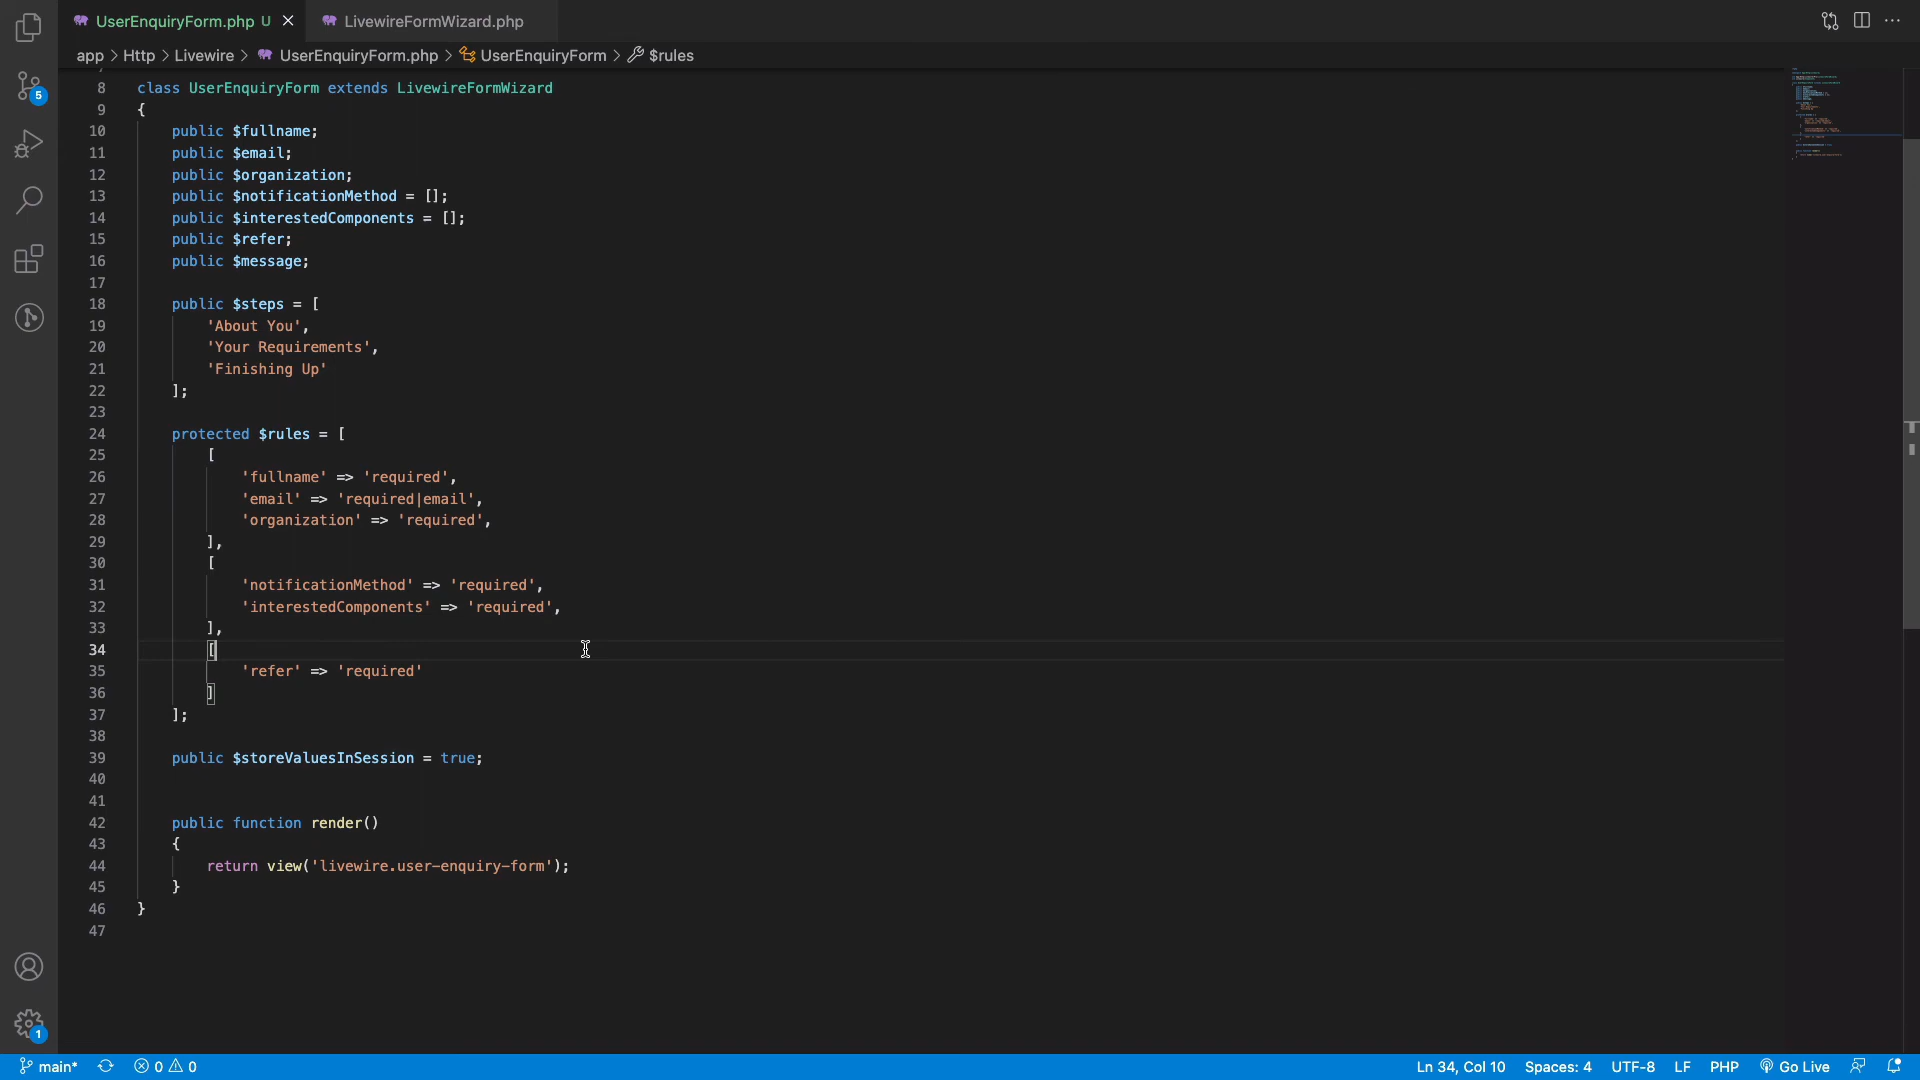 UserEnquiryForm.php U
LivewireFormWizard.php
app > Http > Livewire > UserEnquiryForm.php > UserEnquiryForm > $rules
8 class UserEnquiryForm extends LivewireFormWizard
9 {
10 public $fullname;
11 public $email;
12 public $organization;
13 public $notificationMethod = [];
14 public $interestedComponents = [];
15 public $refer;
16 public $message;
17
18 public $steps = [
19 'About You',
20 'Your Requirements',
21 'Finishing Up'
22 ];
23
24 protected $rules = [
25 [
26 'fullname' => 'required',
27 'email' => 'required|email',
28 'organization' => 'required',
29 ],
30 [
31 'notificationMethod' => 'required',
32 'interestedComponents' => 'required',
33 ],
34 [
35 'refer' => 'required'
36 ]
37 ];
38
39 public $storeValuesInSession = true;
40
41
42 public function render()
43 {
44 return view('livewire.user-enquiry-form');
45 }
46 }
47
5
1
main* 0 0 Ln 34, Col 10 Spaces: 4 UTF-8 LF PHP Go Live